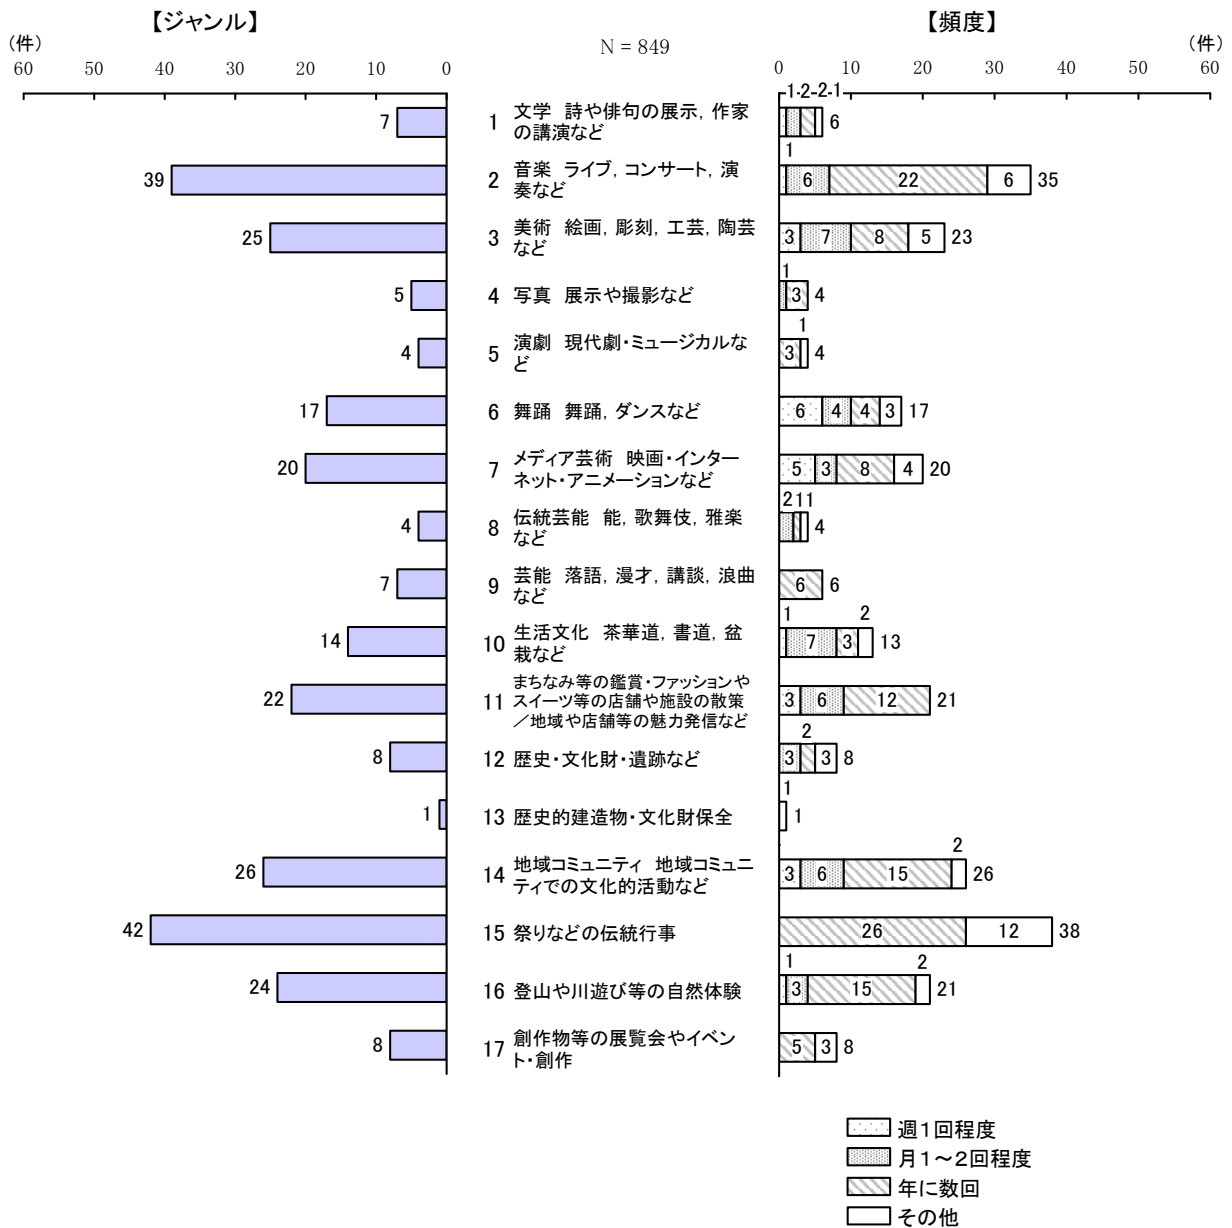 【ジャンル】
【頻度】
(件)
N = 849
(件)
60 50 40 30 20 10 0
0 10 20 30 40 50 60
1-2-2-1
7 1 文学 詩や俳句の展示, 作家 6
の講演など
1
39 2 音楽 ライブ, コンサート, 演 6 22 6 35
奏など
25 3 美術 絵画, 彫刻, 工芸, 陶芸 3 7 8 5 23
など
1
5 4 写真 展示や撮影など 3 4
1
4 5 演劇 現代劇・ミュージカルな 3 4
ど
17 6 舞踊 舞踊, ダンスなど 6 4 4 3 17
20 7 メディア芸術 映画・インター 5 3 8 4 20
ネット・アニメーションなど
2 1 1
4 8 伝統芸能 能, 歌舞伎, 雅楽 4
など
7 9 芸能 落語, 漫才, 講談, 浪曲 6 6
など
1 2
14 10 生活文化 茶華道, 書道, 盆 7 3 13
栽など
まちなみ等の鑑賞・ファッションや
22 11 スイーツ等の店舗や施設の散策 3 6 12 21
／地域や店舗等の魅力発信など
2
8 12 歴史・文化財・遺跡など 3 3 8
1
1 13 歴史的建造物・文化財保全 1
2
26 14 地域コミュニティ 地域コミュニ 3 6 15 26
ティでの文化的活動など
42 15 祭りなどの伝統行事 26 12 38
1 2
24 16 登山や川遊び等の自然体験 3 15 21
8 17 創作物等の展覧会やイベン 5 3 8
ト・創作
週１回程度
月１～２回程度
年に数回
その他